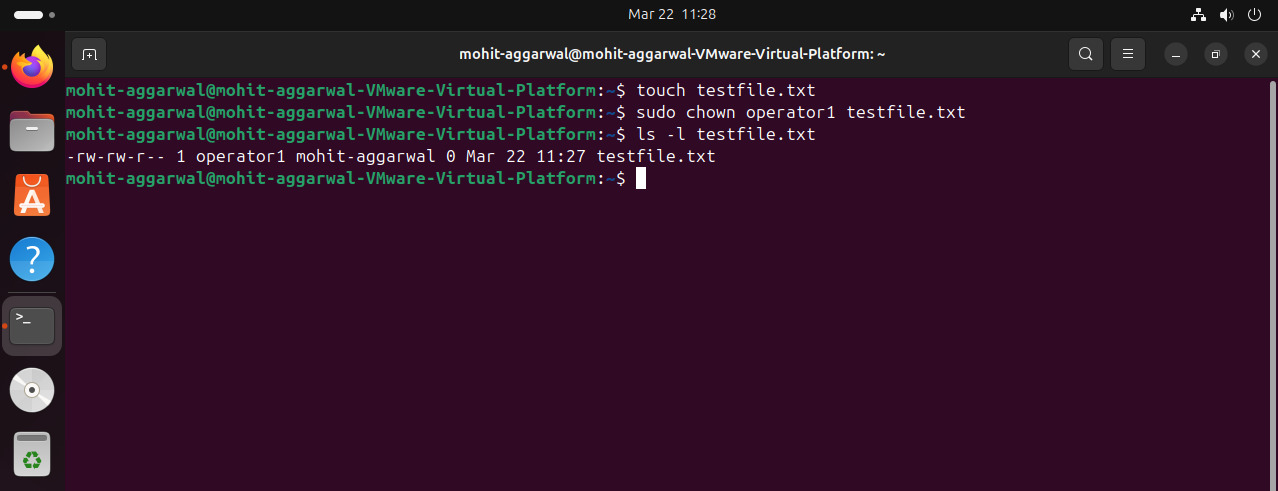 Mar 22 11:28
mohit-aggarwal@mohit-aggarwal-VMware-Virtual-Platform: ~
mohit-aggarwal@mohit-aggarwal-VMware-Virtual-Platform:~$ touch testfile.txt
mohit-aggarwal@mohit-aggarwal-VMware-Virtual-Platform:~$ sudo chown operator1 testfile.txt
mohit-aggarwal@mohit-aggarwal-VMware-Virtual-Platform:~$ ls -l testfile.txt
-rw-rw-r-- 1 operator1 mohit-aggarwal 0 Mar 22 11:27 testfile.txt
mohit-aggarwal@mohit-aggarwal-VMware-Virtual-Platform:~$